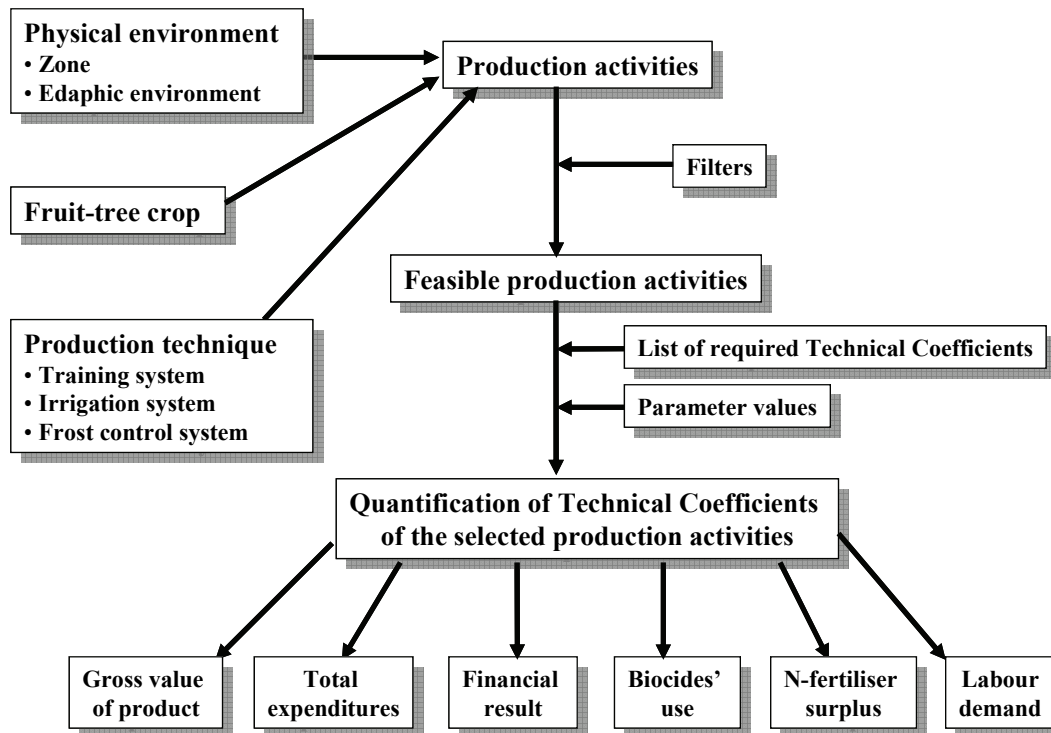 Physical environment
• Zone
• Edaphic environment
Production activities
Filters
Fruit-tree crop
Feasible production activities
Production technique
• Training system
• Irrigation system
• Frost control system
List of required Technical Coefficients
Parameter values
Quantification of Technical Coefficients
of the selected production activities
Gross value
of product
Total
expenditures
Financial
result
Biocides’
use
N-fertiliser
surplus
Labour
demand